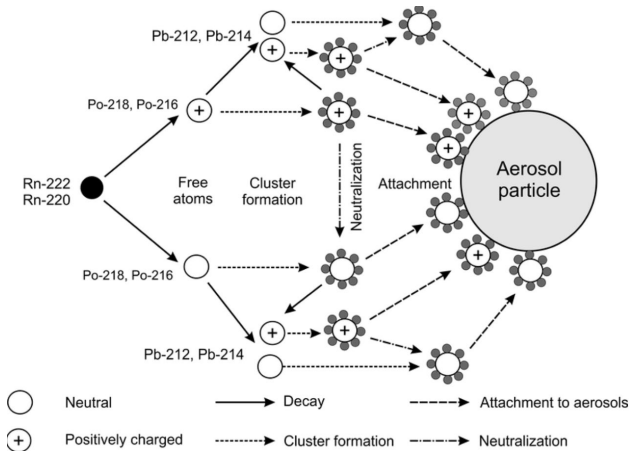 Pb-212, Pb-214
+
+
Po-218, Po-216
+
+
+
+
Rn-222
Rn-220
Free
atoms
Cluster
formation
Neutralization
Attachment
Aerosol
particle
Po-218, Po-216
+
+
+
Pb-212, Pb-214
Neutral
Decay
Attachment to aerosols
+
Positively charged
Cluster formation
Neutralization